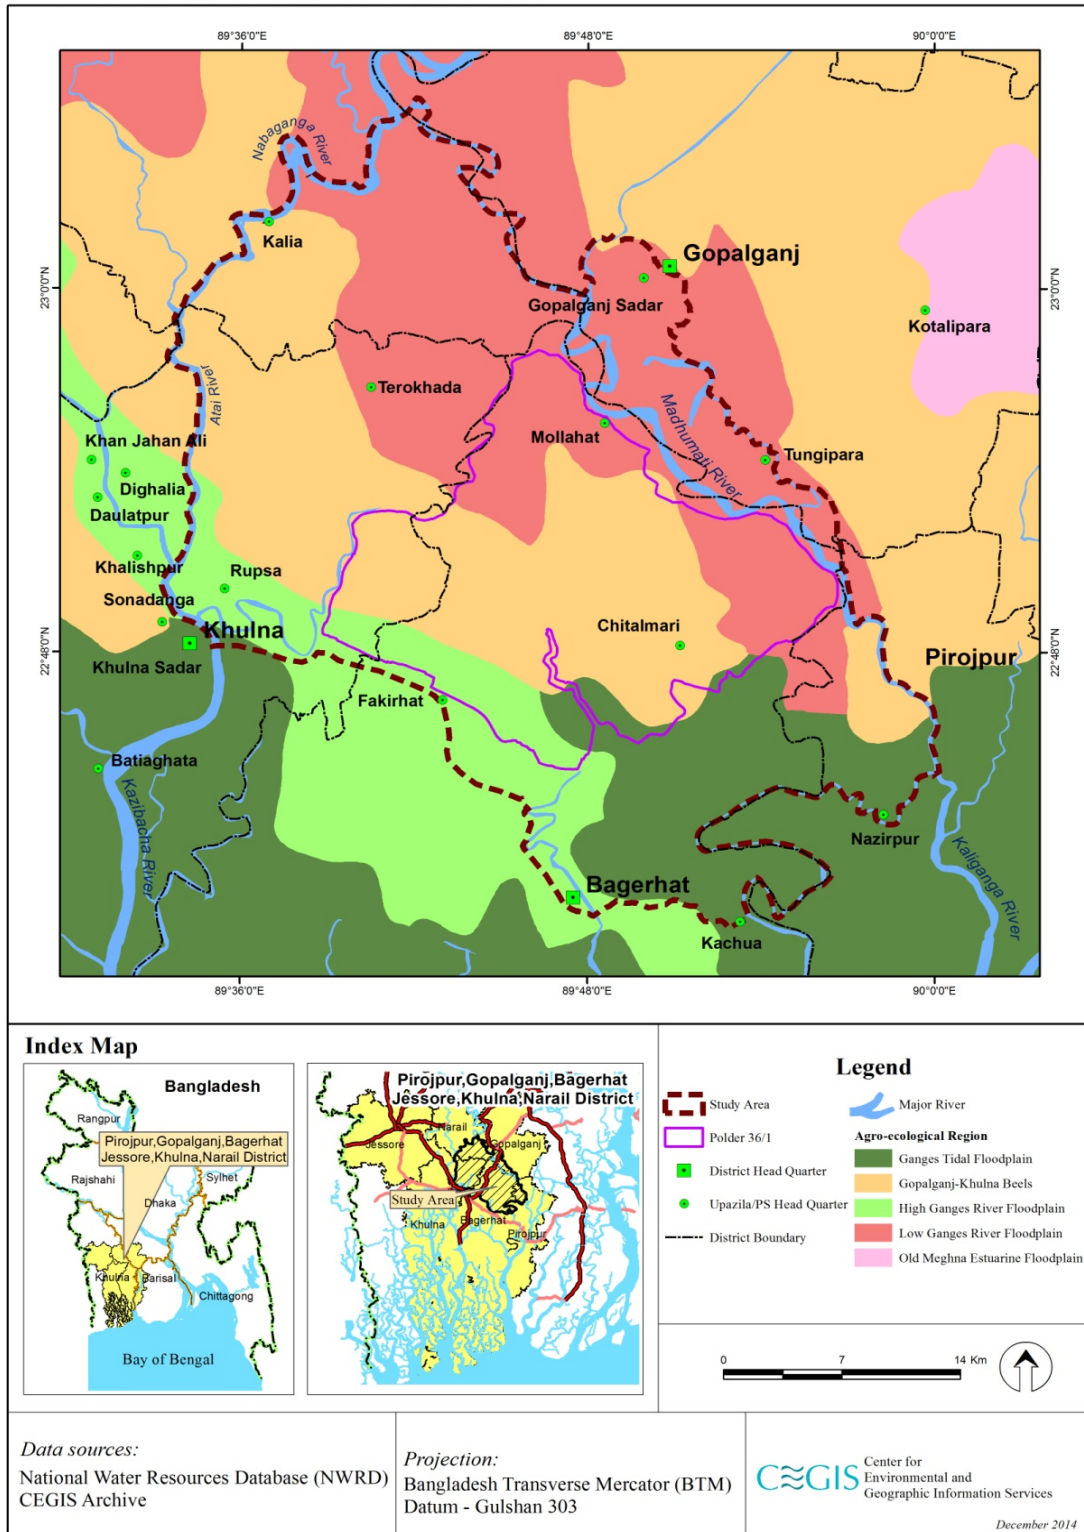 89°36'0"E
89°48'0"E
90°0'0"E
Nabaganga River
Kalia
Gopalganj
Gopalganj Sadar
23°0'0"N
23°0'0"N
Kotalipara
Atai River
Terokhada
Madhumati River
Mollahat
Khan Jahan Ali
Tungipara
Dighalia
Daulatpur
Khalishpur
Rupsa
Sonadanga
Khulna
Chitalmari
22°48'0"N
22°48'0"N
Khulna Sadar
Pirojpur
Fakirhat
Batiaghata
Kazibacha River
Nazirpur
Kaliganga River
Bagerhat
Kachua
89°36'0"E
89°48'0"E
90°0'0"E
Index Map
Bangladesh
Rangpur
Pirojpur,Gopalganj,Bagerhat
Jessore,Khulna,Narail District
Rajshahi
Sylhet
Dhaka
Khulna
Barisal
Chittagong
Bay of Bengal
Pirojpur,Gopalganj,Bagerhat
Jessore,Khulna,Narail District
Narail
Jessore
Gopalganj
Study Area
Khulna
Bagerhat
Pirojpur
Legend
Study Area
Polder 36/1
District Head Quarter
Upazila/PS Head Quarter
District Boundary
Major River
Agro-ecological Region
Ganges Tidal Floodplain
Gopalganj-Khulna Beels
High Ganges River Floodplain
Low Ganges River Floodplain
Old Meghna Estuarine Floodplain
0 7 14 Km
Data sources:
National Water Resources Database (NWRD)
CEGIS Archive
Projection:
Bangladesh Transverse Mercator (BTM)
Datum - Gulshan 303
CEGIS
Center for
Environmental and
Geographic Information Services
December 2014